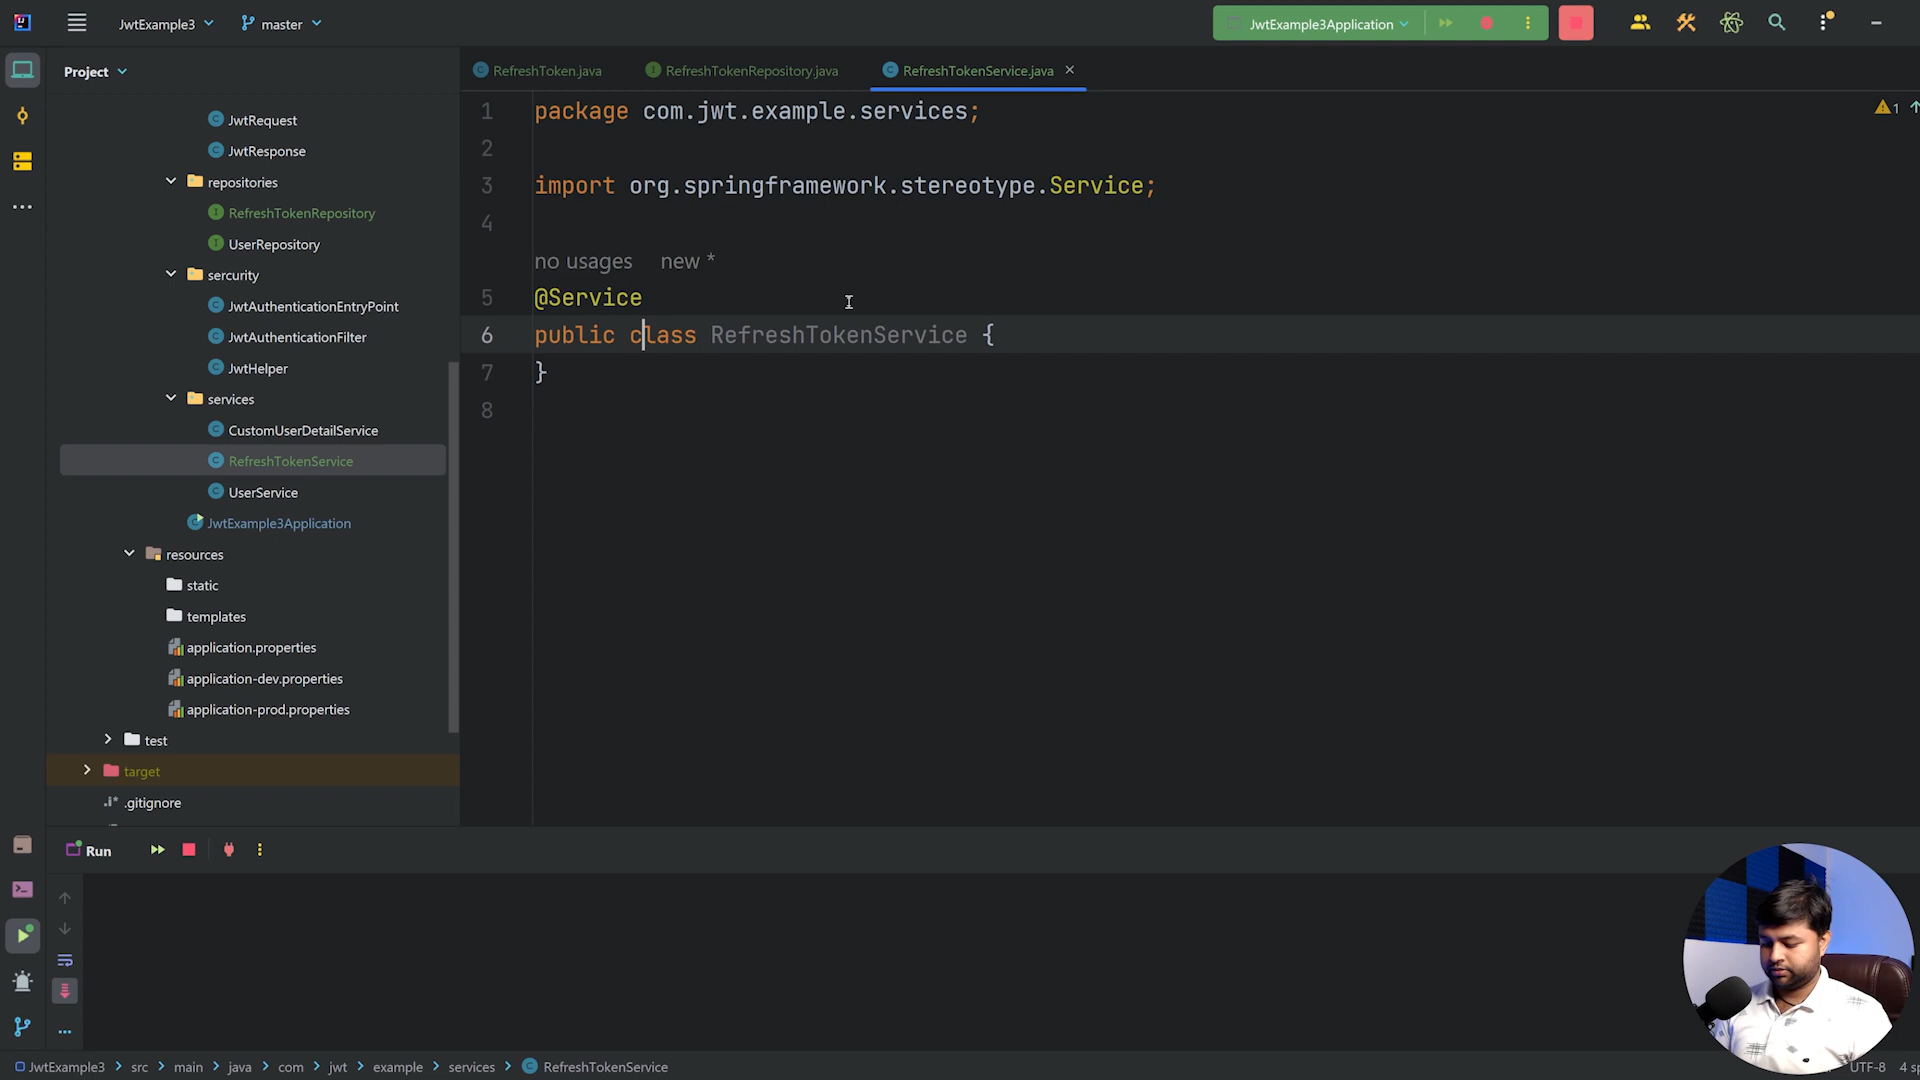 JwtExample3
master
JwtExample3Application
Project
RefreshToken.java
RefreshTokenRepository.java
RefreshTokenService.java
JwtRequest
JwtResponse
repositories
RefreshTokenRepository
UserRepository
sercurity
JwtAuthenticationEntryPoint
JwtAuthenticationFilter
JwtHelper
services
CustomUserDetailService
RefreshTokenService
UserService
JwtExample3Application
resources
static
templates
application.properties
application-dev.properties
application-prod.properties
test
target
.gitignore
1 package com.jwt.example.services;
2
3 import org.springframework.stereotype.Service;
4
no usages new *
5 @Service
6 public class RefreshTokenService {
7 }
8
1
Run
JwtExample3 > src > main > java > com > jwt > example > services > RefreshTokenService
UTF-8 4 sp